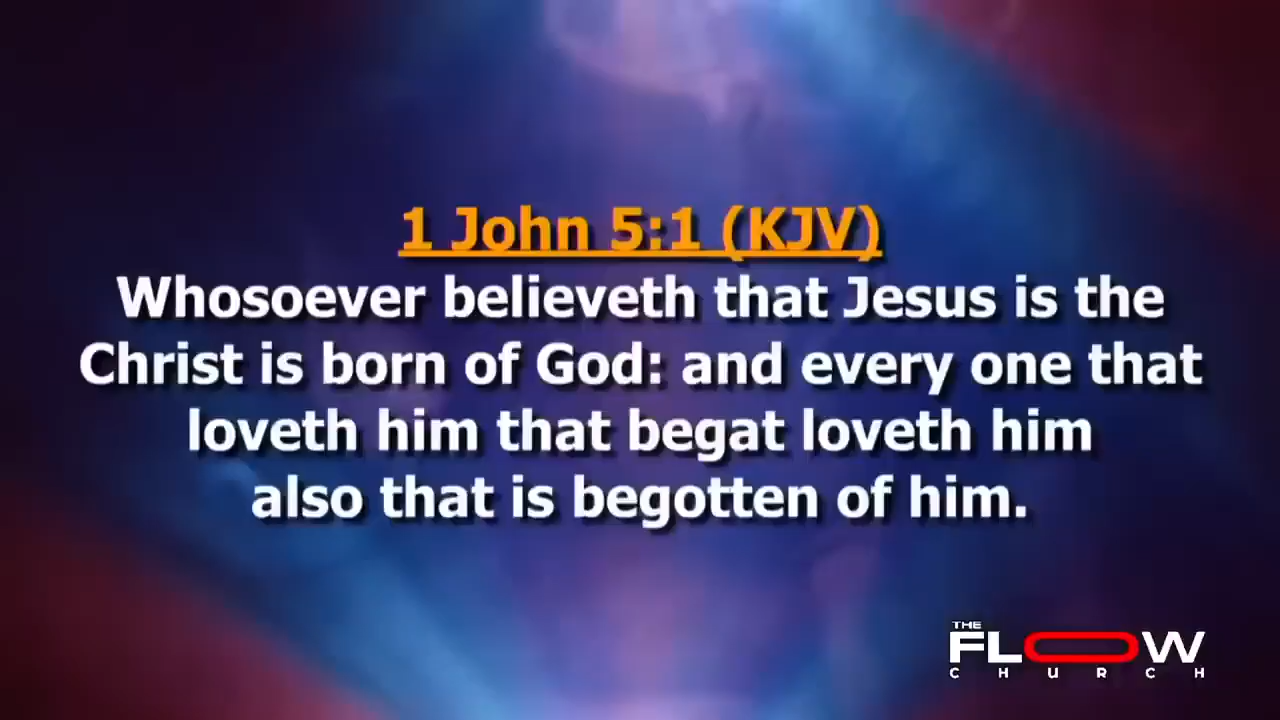 1 John 5:1 (KJV)
Whosoever believeth that Jesus is the
Christ is born of God: and every one that
loveth him that begat loveth him
also that is begotten of him.
THE
FLOW
CHURCH